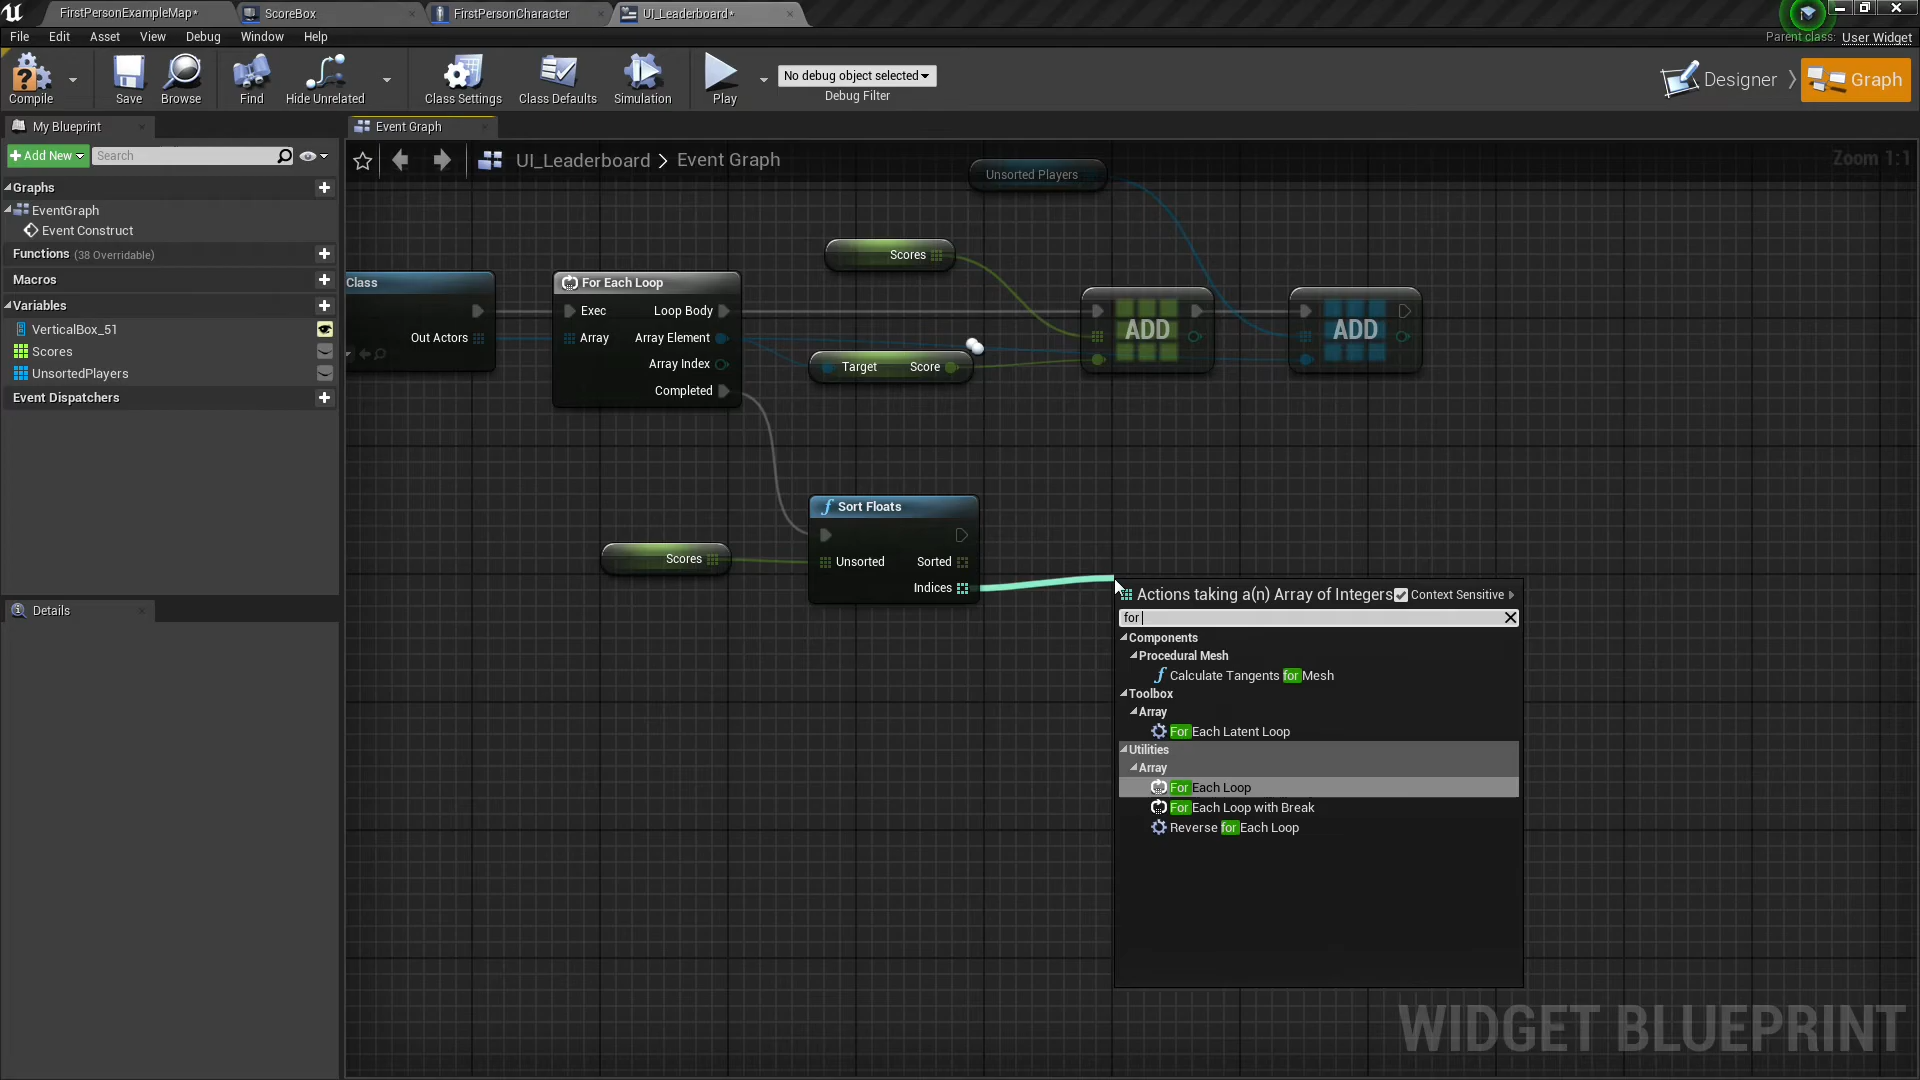 FirstPersonExampleMap*
ScoreBox
FirstPersonCharacter
UI_Leaderboard*
File Edit Asset View Debug Window Help
Parent class: User Widget
Compile
Save
Browse
Find
Hide Unrelated
Class Settings
Class Defaults
Simulation
Play
No debug object selected
Debug Filter
Designer
Graph
My Blueprint
Event Graph
Add New
Search
UI_Leaderboard > Event Graph
Zoom 1:1
Graphs
EventGraph
Event Construct
Functions (38 Overridable)
Macros
Variables
VerticalBox_51
Scores
UnsortedPlayers
Event Dispatchers
Details
Unsorted Players
Scores
Class
Out Actors
For Each Loop
Exec Loop Body
Array Array Element
Array Index
Completed
Target Score
ADD
ADD
Scores
Sort Floats
Unsorted Sorted
Indices
Actions taking a(n) Array of Integers Context Sensitive
for
Components
Procedural Mesh
Calculate Tangents for Mesh
Toolbox
Array
For Each Latent Loop
Utilities
Array
For Each Loop
For Each Loop with Break
Reverse for Each Loop
WIDGET BLUEPRINT